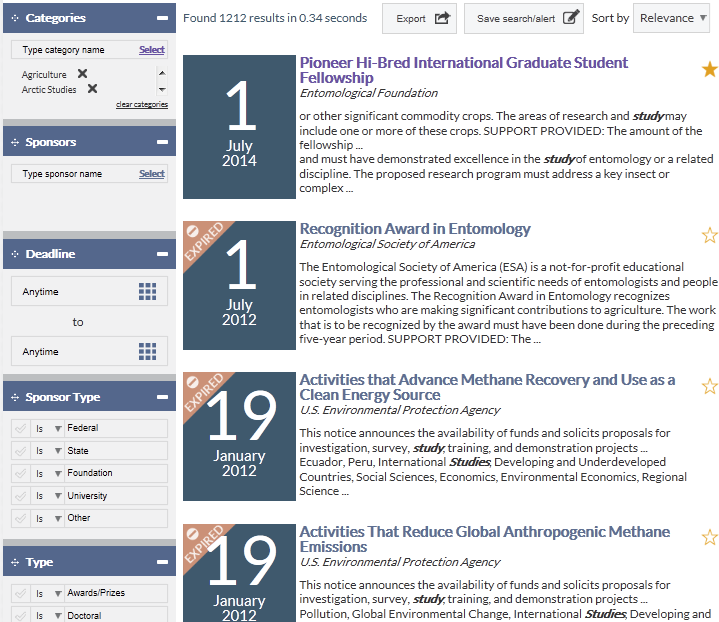 Categories
Type category name Select
Agriculture
Arctic Studies
clear categories
Sponsors
Type sponsor name Select
Deadline
Anytime
to
Anytime
Sponsor Type
Is Federal
Is State
Is Foundation
Is University
Is Other
Type
Is Awards/Prizes
Is Doctoral
Found 1212 results in 0.34 seconds
Export
Save search/alert
Sort by Relevance
1
July
2014
Pioneer Hi-Bred International Graduate Student
Fellowship
Entomological Foundation
or other significant commodity crops. The areas of research and study may
include one or more of these crops. SUPPORT PROVIDED: The amount of the
fellowship ...
and must have demonstrated excellence in the study of entomology or a related
discipline. The proposed research program must address a key insect or
complex ...
EXPIRED
1
July
2012
Recognition Award in Entomology
Entomological Society of America
The Entomological Society of America (ESA) is a not-for-profit educational
society serving the professional and scientific needs of entomologists and people
in related disciplines. The Recognition Award in Entomology recognizes
entomologists who are making significant contributions to agriculture. The work
that is to be recognized by the award must have been done during the preceding
five-year period. SUPPORT PROVIDED: The ...
EXPIRED
19
January
2012
Activities that Advance Methane Recovery and Use as a
Clean Energy Source
U.S. Environmental Protection Agency
This notice announces the availability of funds and solicits proposals for
investigation, survey, study, training, and demonstration projects ...
Ecuador, Peru, International Studies, Developing and Underdeveloped
Countries, Social Sciences, Economics, Environmental Economics, Regional
Science ...
EXPIRED
19
January
2012
Activities That Reduce Global Anthropogenic Methane
Emissions
U.S. Environmental Protection Agency
This notice announces the availability of funds and solicits proposals for
investigation, survey, study, training, and demonstration projects ...
Pollution, Global Environmental Change, International Studies, Developing and